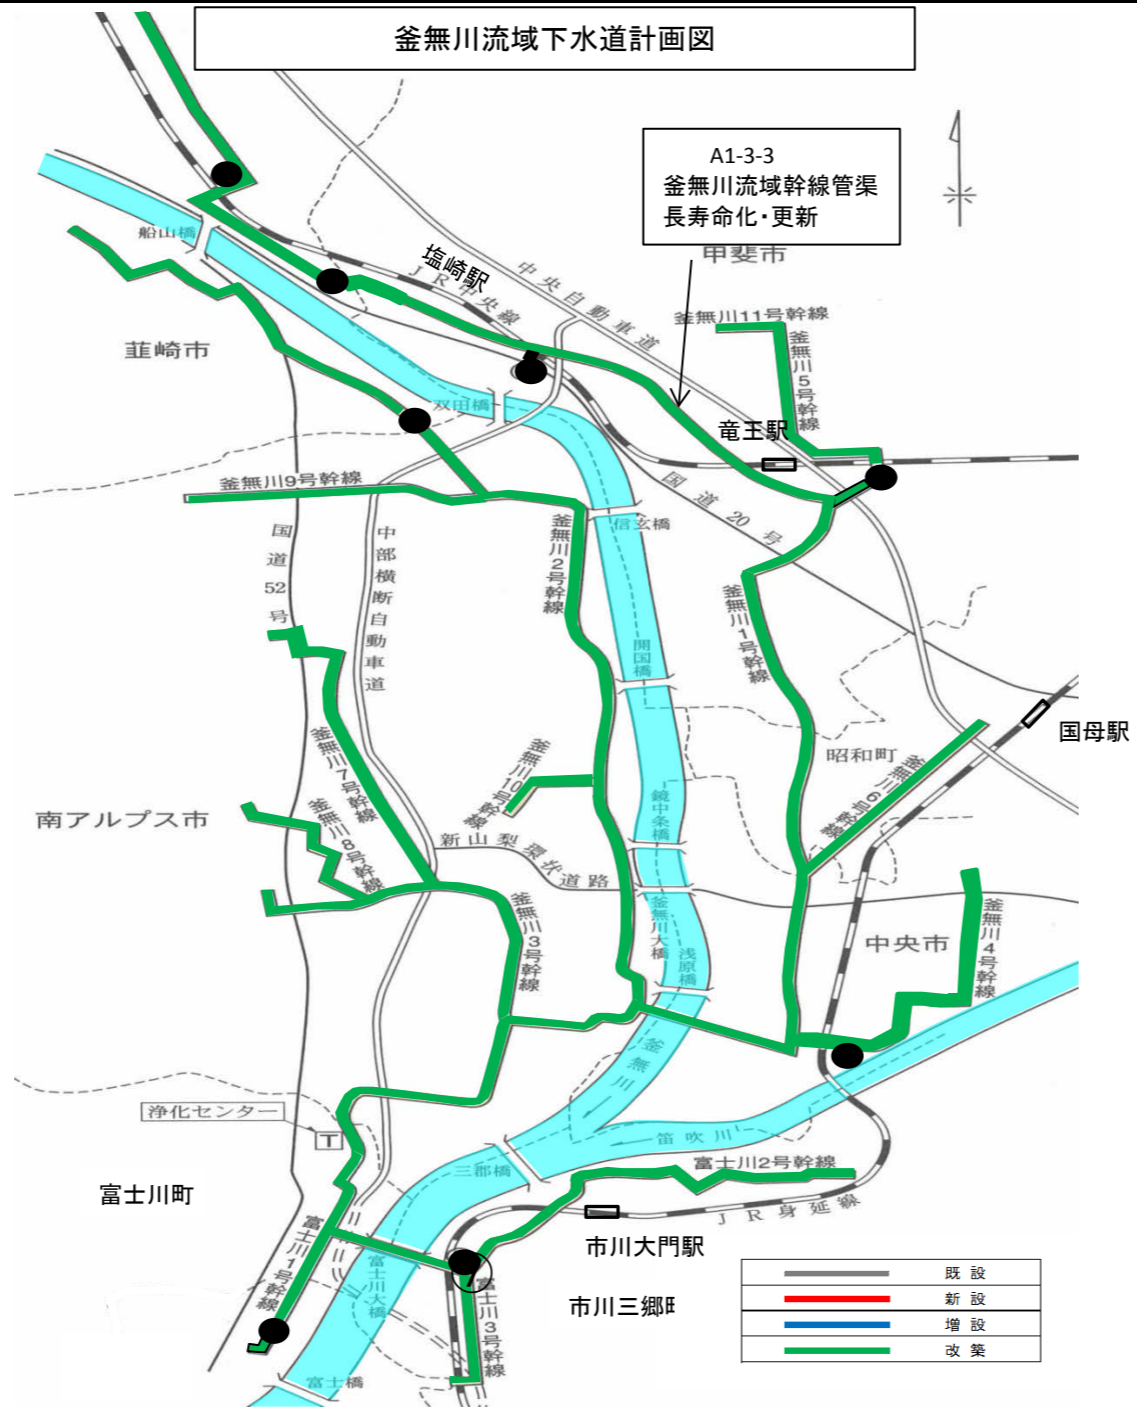 釜無川流域下水道計画図
A1-3-3
釜無川流域幹線管渠
長寿命化・更新
船山橋
塩崎駅
JR中央線
中央自動車道
甲斐市
釜無川11号幹線
釜無川5号幹線
韮崎市
双田橋
竜王駅
釜無川9号幹線
国道20号
国道52号
中部横断自動車道
釜無川2号幹線
信玄橋
釜無川1号幹線
開国橋
国母駅
昭和町
釜無川7号幹線
釜無川10号幹線
釜無川6号幹線
鏡中条橋
南アルプス市
釜無川8号幹線
新山梨環状道路
釜無川3号幹線
釜無川大橋
浅原橋
中央市
釜無川4号幹線
釜無川
浄化センター
T
笛吹川
三郡橋
富士川2号幹線
富士川町
JR身延線
市川大門駅
富士川1号幹線
富士川大橋
市川三郷町
富士川3号幹線
富士橋
既設
新設
増設
改築